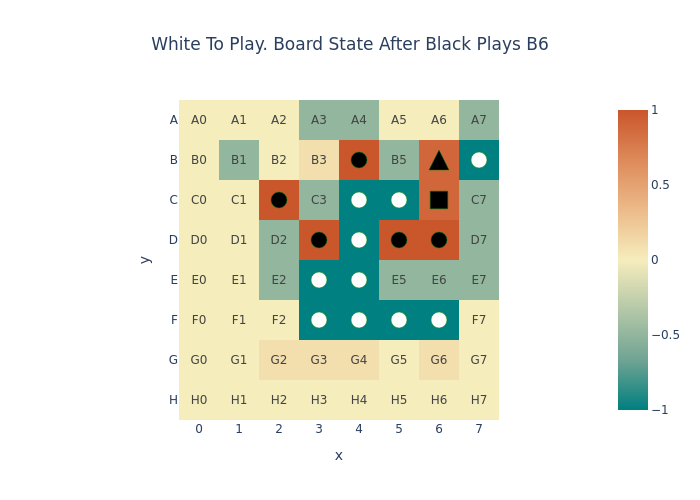 White To Play. Board State After Black Plays B6
A A0 A1 A2 A3 A4 A5 A6 A7
B B0 B1 B2 B3 B5
C C0 C1 C3 C7
D D0 D1 D2 D7
E E0 E1 E2 E5 E6 E7
F F0 F1 F2 F7
G G0 G1 G2 G3 G4 G5 G6 G7
H H0 H1 H2 H3 H4 H5 H6 H7
0 1 2 3 4 5 6 7
x
y
1
0.5
0
−0.5
−1